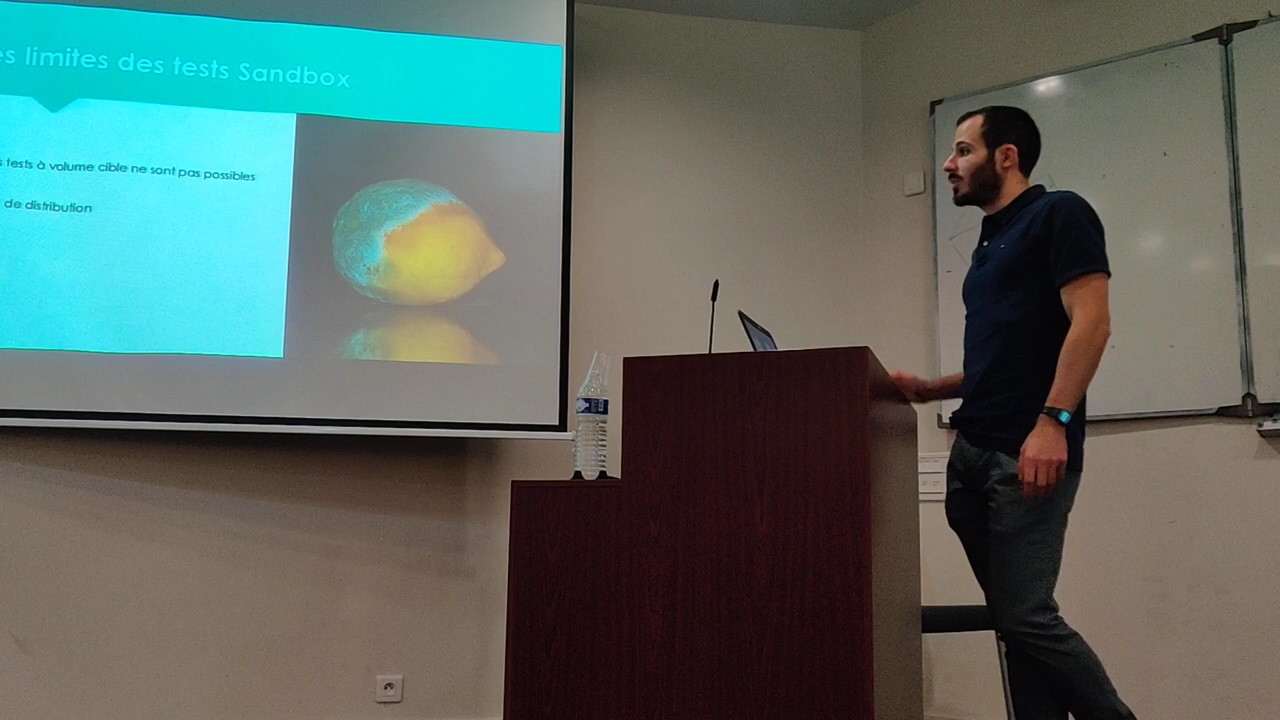 es limites des tests Sandbox
s tests à volume cible ne sont pas possibles
de distribution